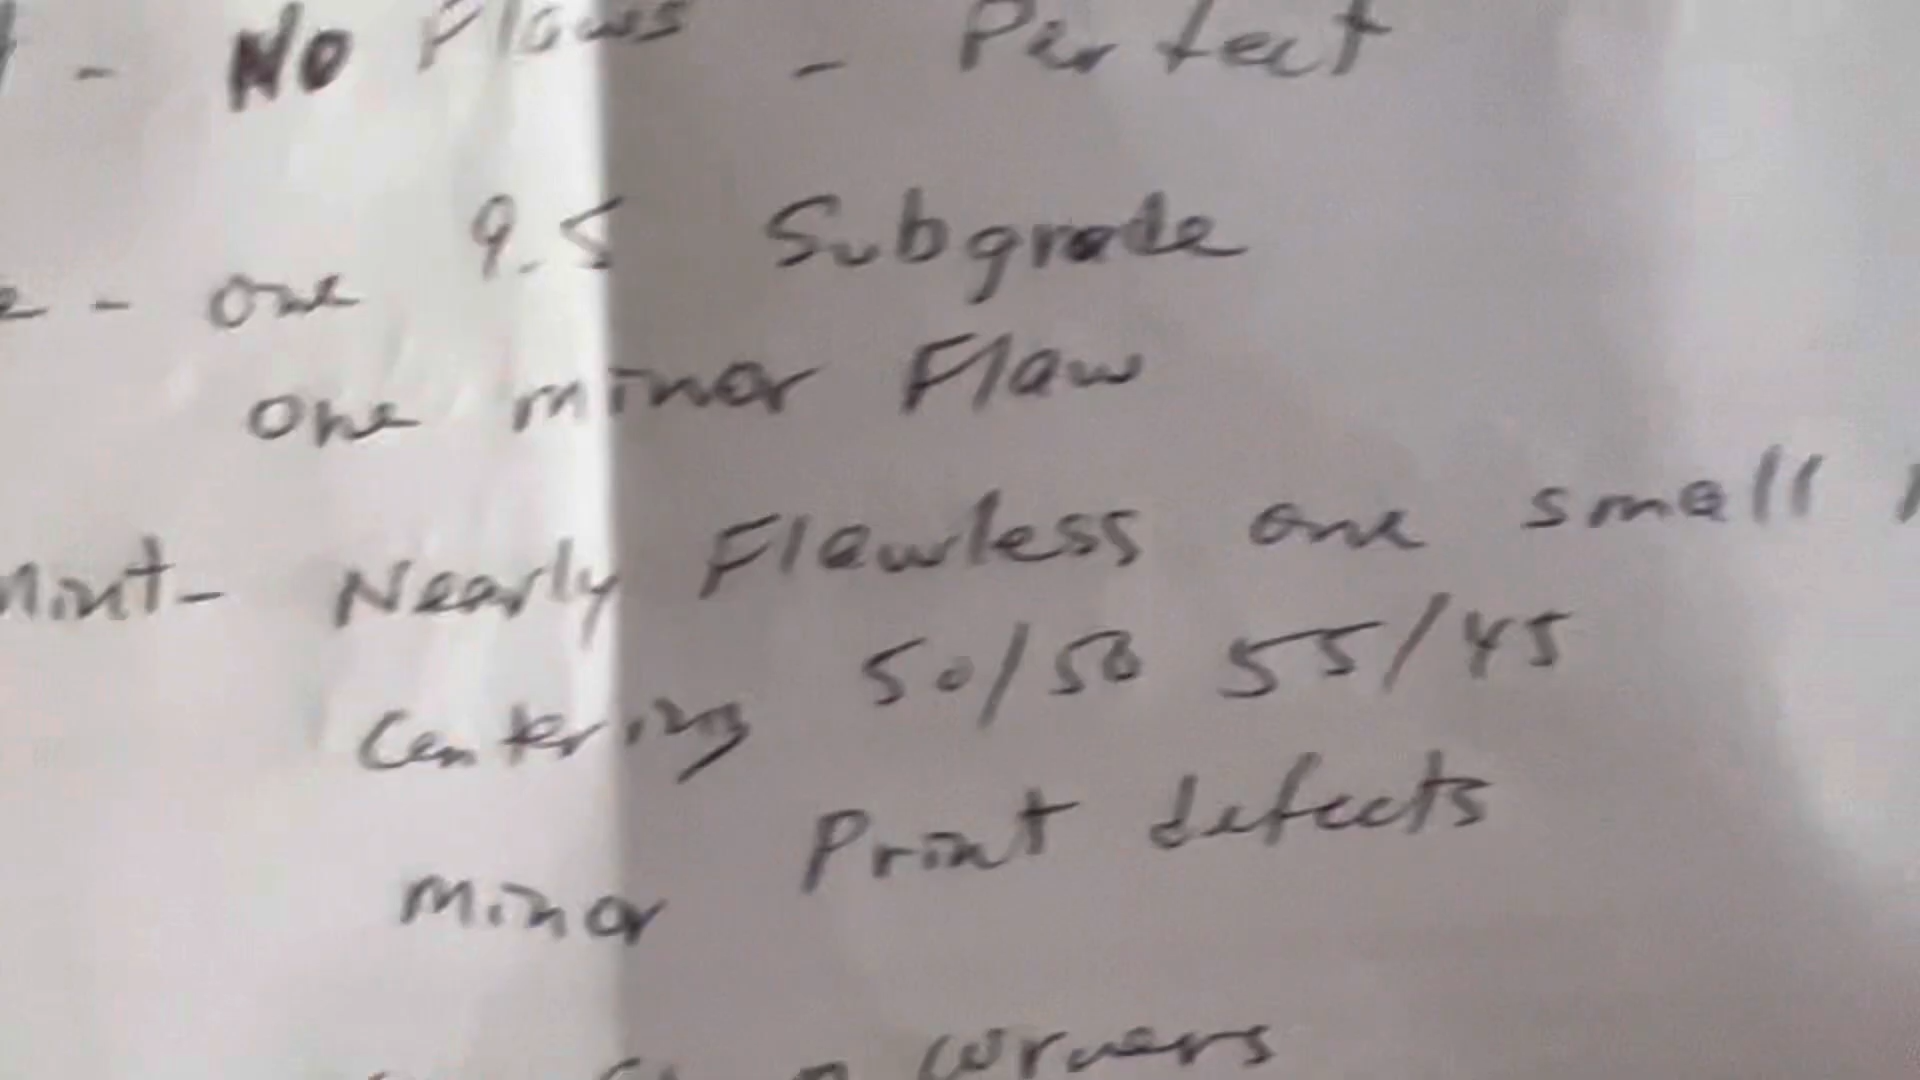 - No Flaws - Perfect
- one 9.5 Subgrade
one minor Flaw
Mint- Nearly Flawless one small
Centering 50/50 55/45
minor Print defects
corners